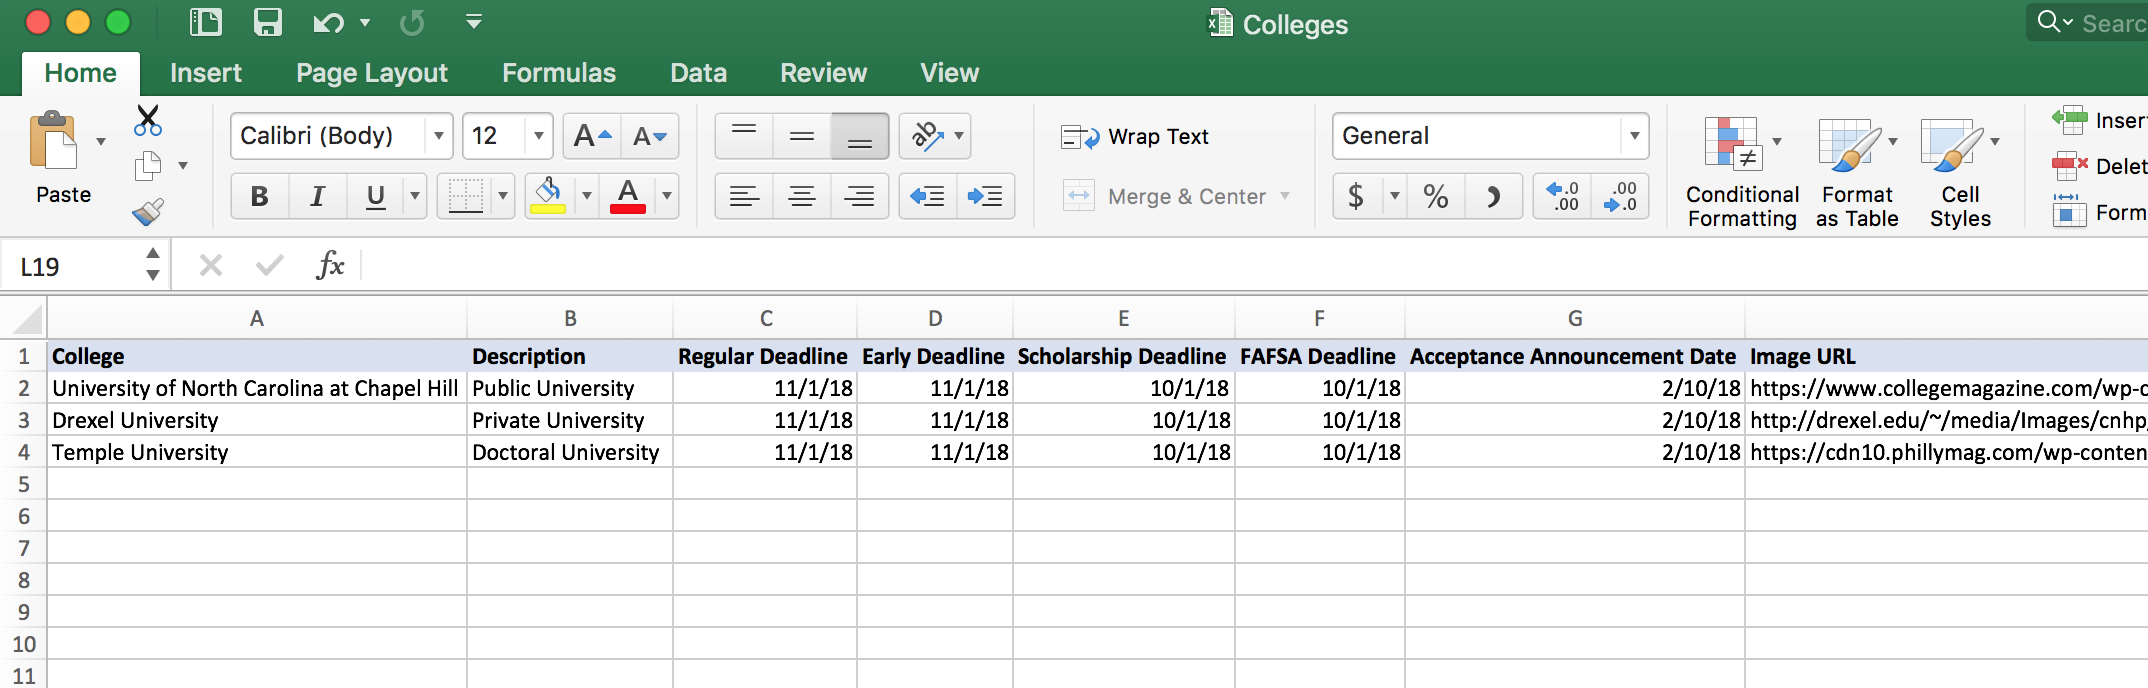 Colleges
Searc
Home Insert Page Layout Formulas Data Review View
Paste
Calibri (Body) 12 A A
B I U A
ab
Wrap Text
Merge & Center
General
$ % .0 .00 .00 .0
Conditional Formatting
Format as Table
Cell Styles
Inser
Delet
Form
L19 fx
A B C D E F G
1 College Description Regular Deadline Early Deadline Scholarship Deadline FAFSA Deadline Acceptance Announcement Date Image URL
2 University of North Carolina at Chapel Hill Public University 11/1/18 11/1/18 10/1/18 10/1/18 2/10/18 https://www.collegemagazine.com/wp-c
3 Drexel University Private University 11/1/18 11/1/18 10/1/18 10/1/18 2/10/18 http://drexel.edu/~/media/Images/cnhp
4 Temple University Doctoral University 11/1/18 11/1/18 10/1/18 10/1/18 2/10/18 https://cdn10.phillymag.com/wp-conten
5
6
7
8
9
10
11